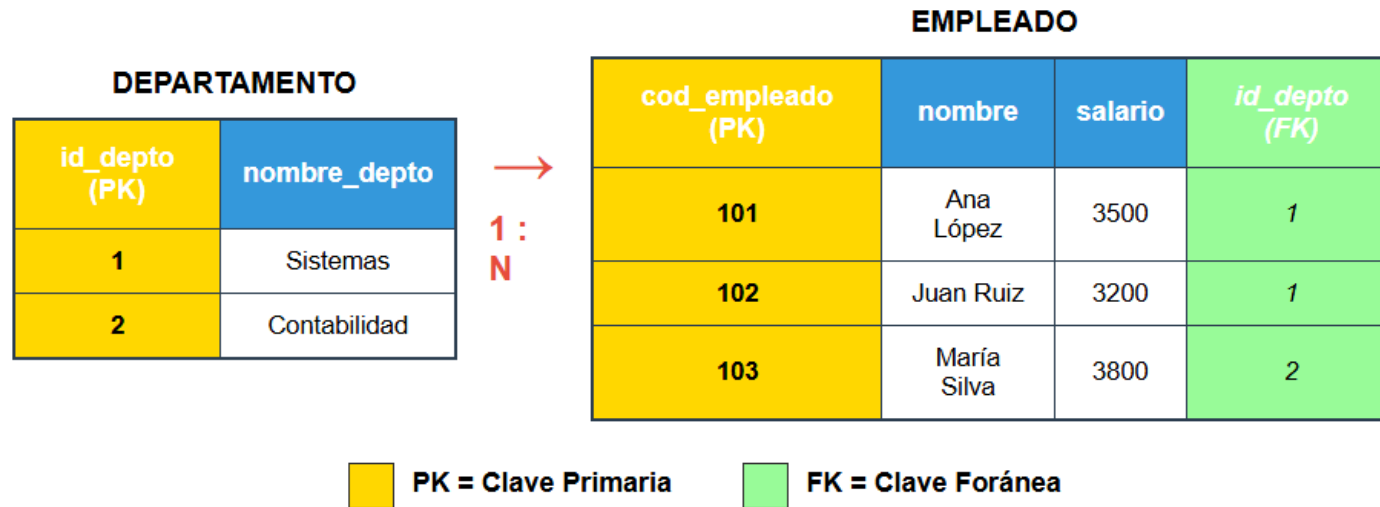 DEPARTAMENTO
id_depto
(PK)
nombre_depto
1
Sistemas
2
Contabilidad
→
1 :
N
EMPLEADO
cod_empleado
(PK)
nombre
salario
id_depto
(FK)
101
Ana
López
3500
1
102
Juan Ruiz
3200
1
103
María
Silva
3800
2
PK = Clave Primaria
FK = Clave Foránea